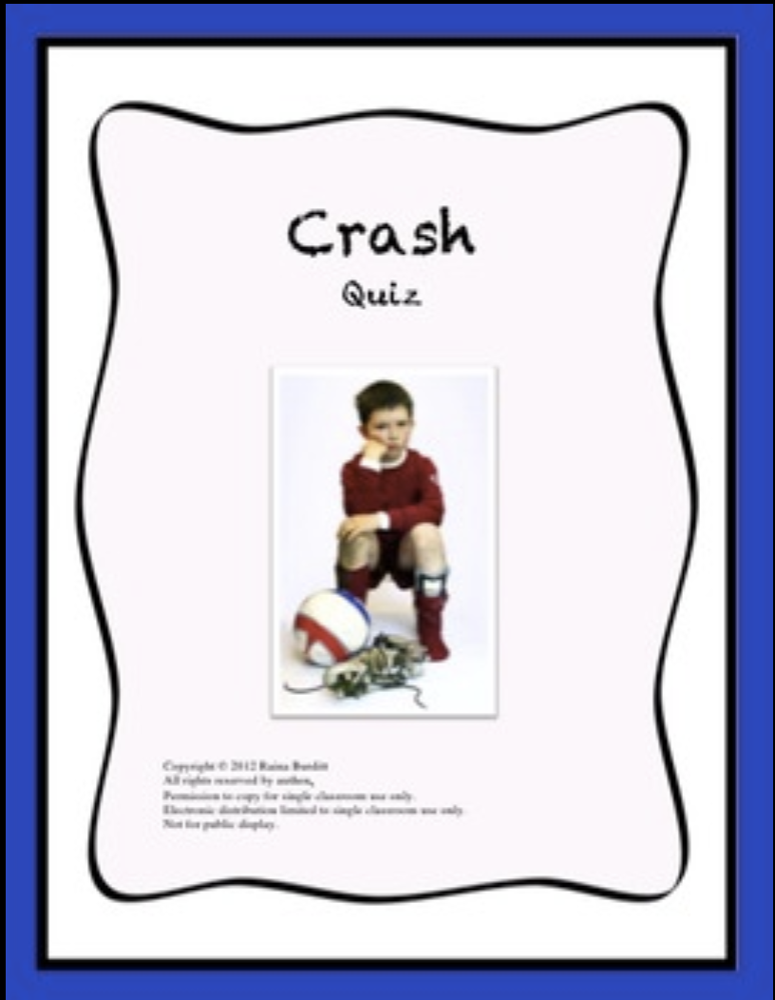 Crash
Quiz
Copyright © 2012 Raina Burditt
All rights reserved by author.
Permission to copy for single classroom use only.
Electronic distribution limited to single classroom use only.
Not for public display.